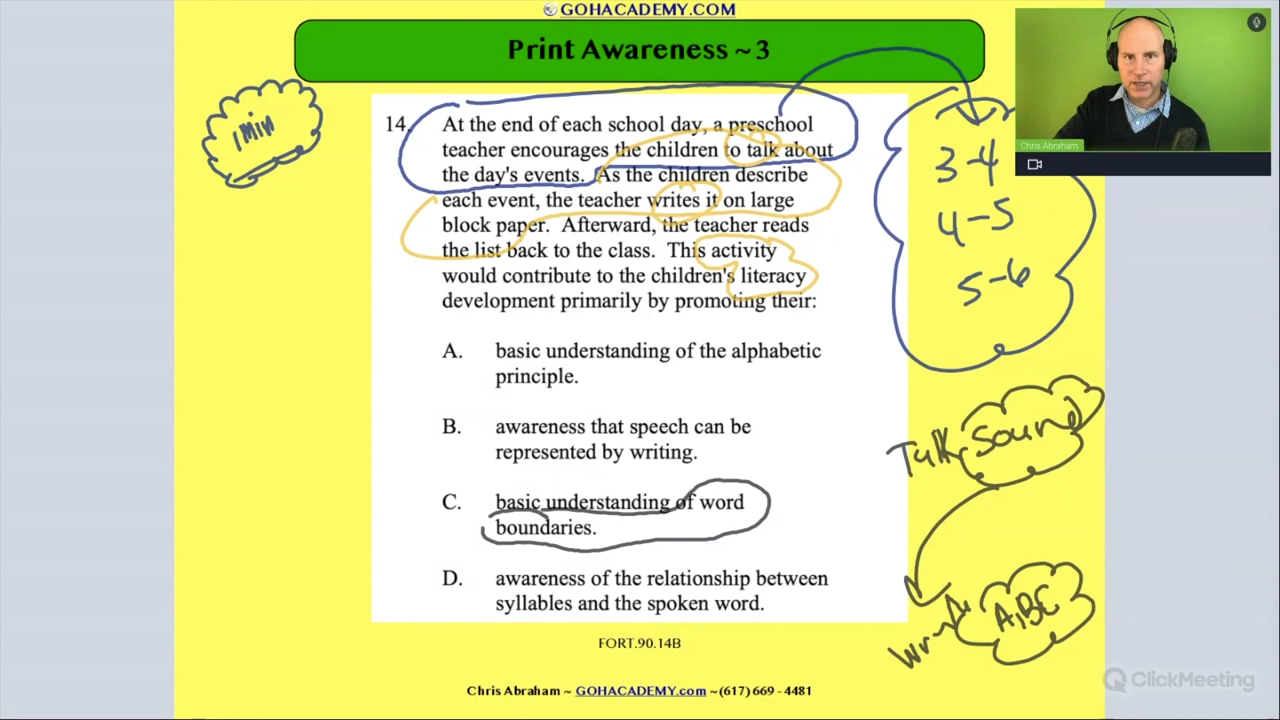 GOHACADEMY.COM
Print Awareness ~ 3
Chris Abraham
1 min
14. At the end of each school day, a preschool
teacher encourages the children to talk about
the day's events. As the children describe
each event, the teacher writes it on large
block paper. Afterward, the teacher reads
the list back to the class. This activity
would contribute to the children's literacy
development primarily by promoting their:
A. basic understanding of the alphabetic
principle.
B. awareness that speech can be
represented by writing.
C. basic understanding of word
boundaries.
D. awareness of the relationship between
syllables and the spoken word.
3-4
4-5
5-6
Talk Sound
FORT.90.14B
Chris Abraham ~ GOHACADEMY.com ~(617) 669 - 4481
ClickMeeting